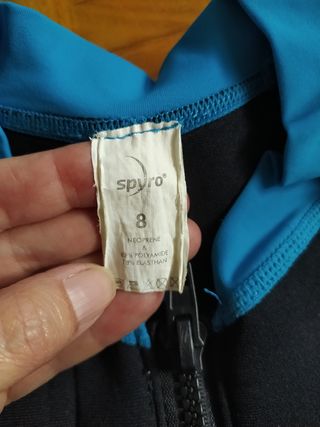 spyro®
8
NEOPRENE
&
POLYAMIDE
ELASTHAN